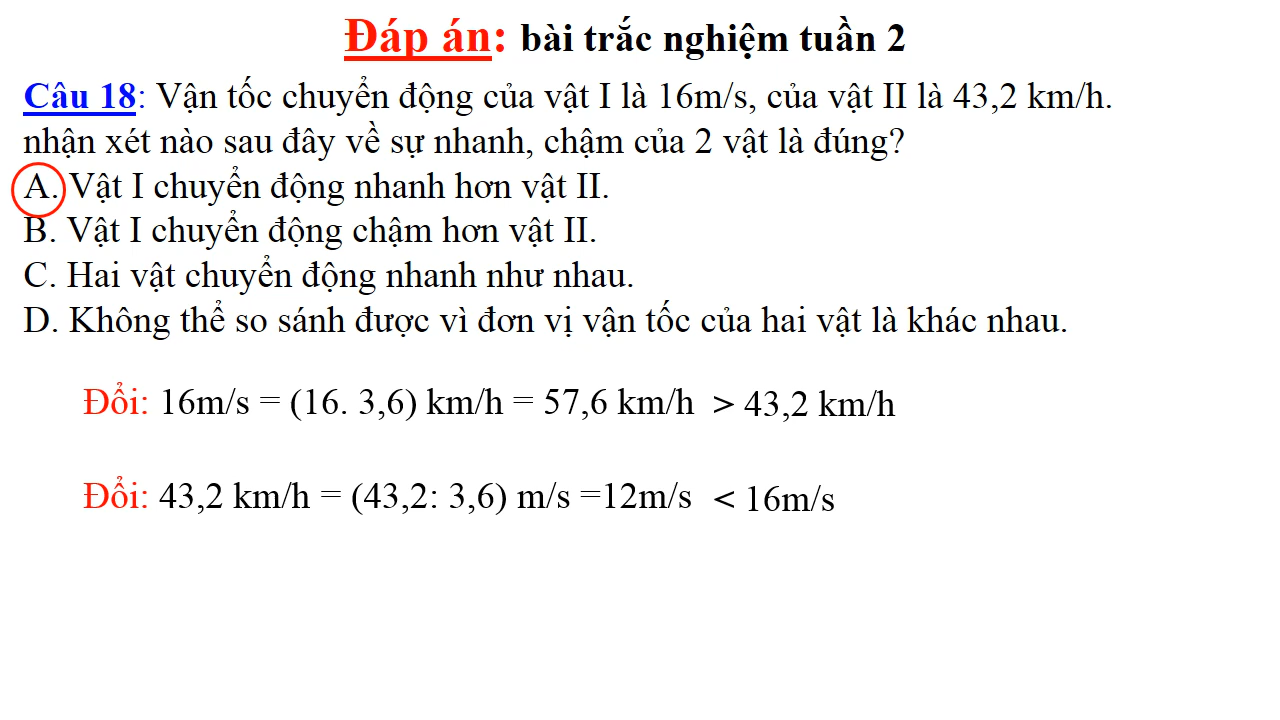 Đáp án: bài trắc nghiệm tuần 2
Câu 18: Vận tốc chuyển động của vật I là 16m/s, của vật II là 43,2 km/h.
nhận xét nào sau đây về sự nhanh, chậm của 2 vật là đúng?
A. Vật I chuyển động nhanh hơn vật II.
B. Vật I chuyển động chậm hơn vật II.
C. Hai vật chuyển động nhanh như nhau.
D. Không thể so sánh được vì đơn vị vận tốc của hai vật là khác nhau.
Đổi: 16m/s = (16. 3,6) km/h = 57,6 km/h > 43,2 km/h
Đổi: 43,2 km/h = (43,2: 3,6) m/s =12m/s < 16m/s